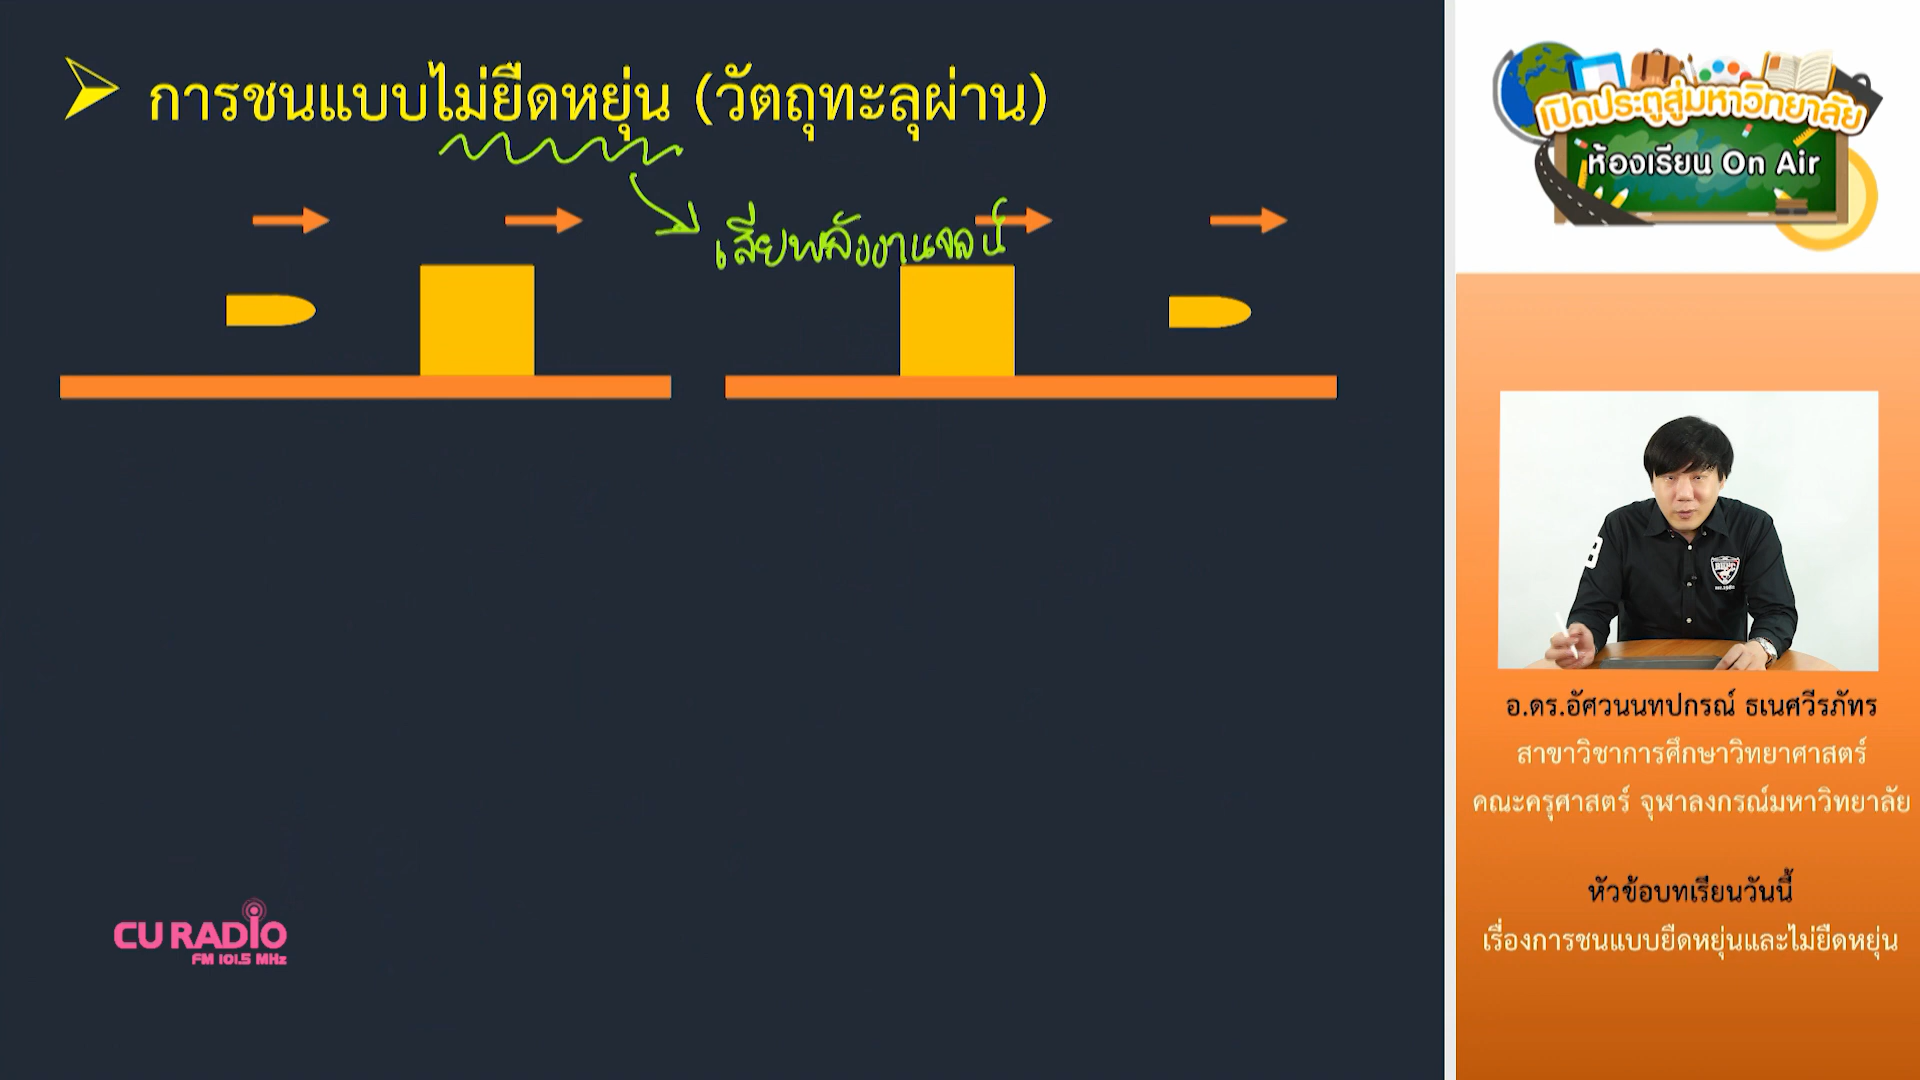 การชนแบบไม่ยืดหยุ่น (วัตถุทะลุผ่าน)
เสียพลังงานจลน์
CU RADIO
FM 101.5 MHz
เปิดประตูสู่มหาวิทยาลัย
ห้องเรียน On Air
อ.ดร.อัศวนนทปกรณ์ ธเนศวีรภัทร
สาขาวิชาการศึกษาวิทยาศาสตร์
คณะครุศาสตร์ จุฬาลงกรณ์มหาวิทยาลัย
หัวข้อบทเรียนวันนี้
เรื่องการชนแบบยืดหยุ่นและไม่ยืดหยุ่น